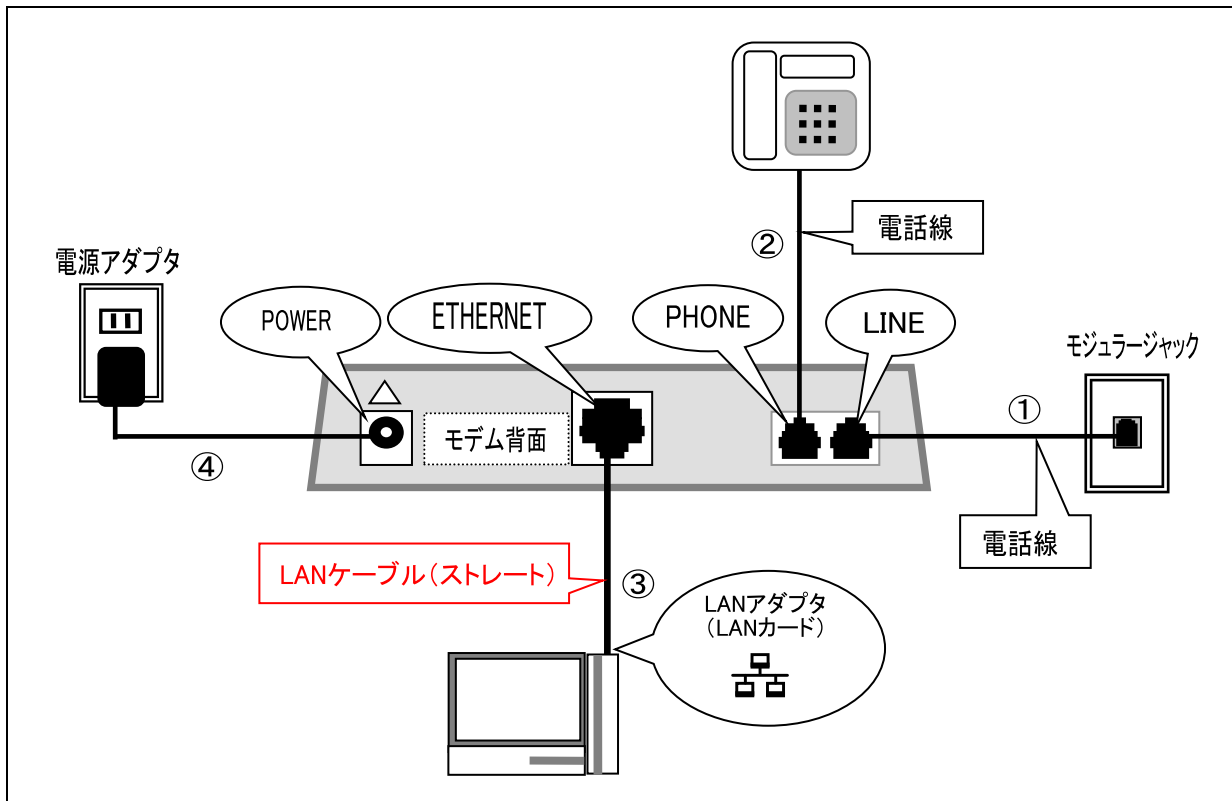 電話線
②
電源アダプタ
POWER
ETHERNET
PHONE
LINE
モジュラージャック
①
モデム背面
④
電話線
LANケーブル(ストレート)
③
LANアダプタ
(LANカード)